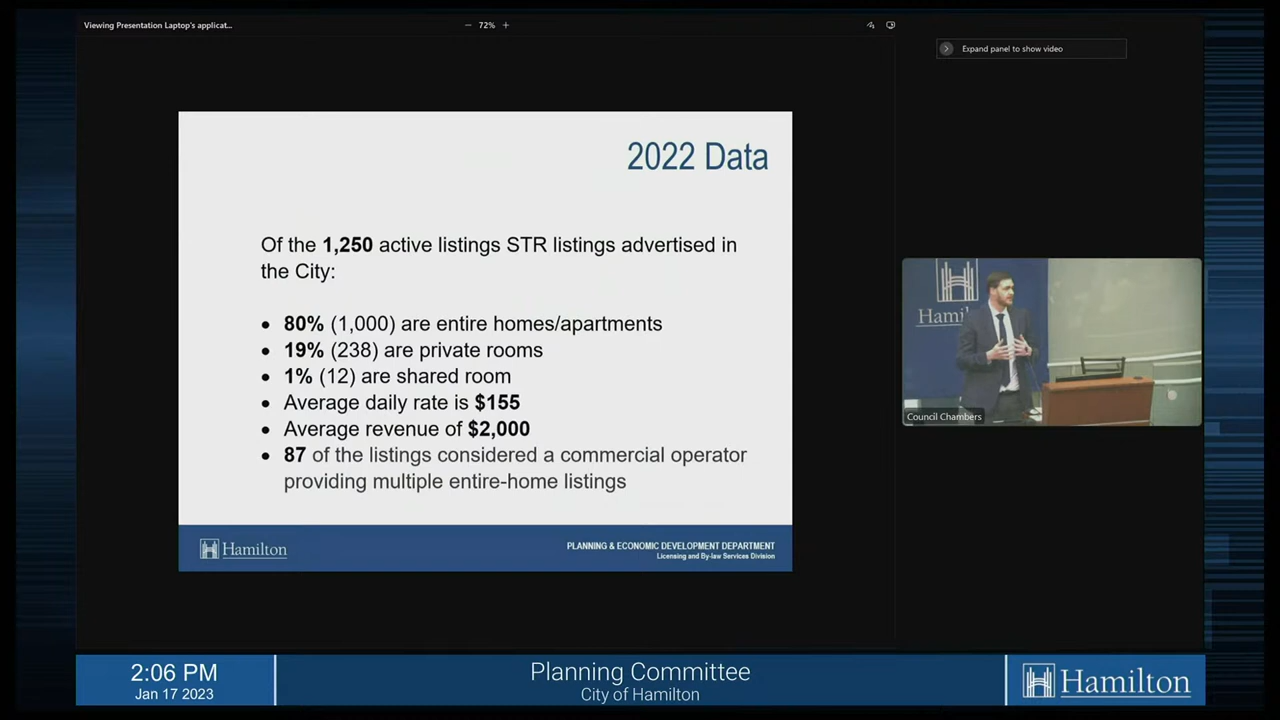 Viewing Presentation Laptop's applicat...
72%
Expand panel to show video
2022 Data
Of the 1,250 active listings STR listings advertised in
the City:
80% (1,000) are entire homes/apartments
19% (238) are private rooms
1% (12) are shared room
Average daily rate is $155
Average revenue of $2,000
87 of the listings considered a commercial operator
providing multiple entire-home listings
Hamilton
PLANNING & ECONOMIC DEVELOPMENT DEPARTMENT
Licensing and By-law Services Division
Hamil
Council Chambers
2:06 PM
Jan 17 2023
Planning Committee
City of Hamilton
Hamilton